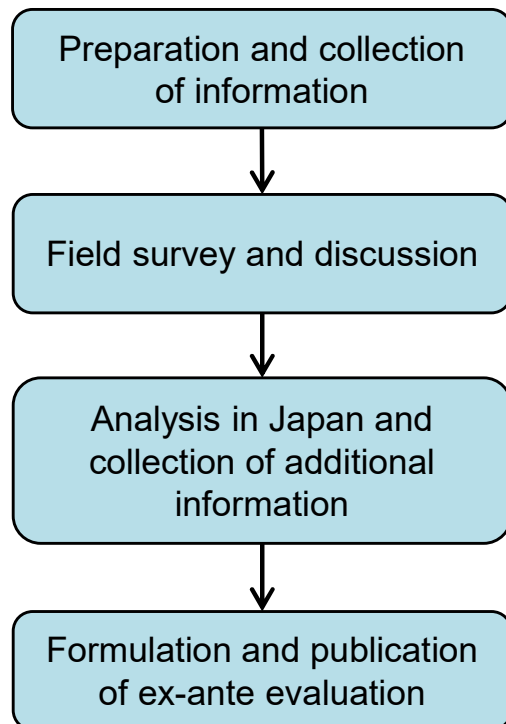 Preparation and collection
of information
Field survey and discussion
Analysis in Japan and
collection of additional
information
Formulation and publication
of ex-ante evaluation